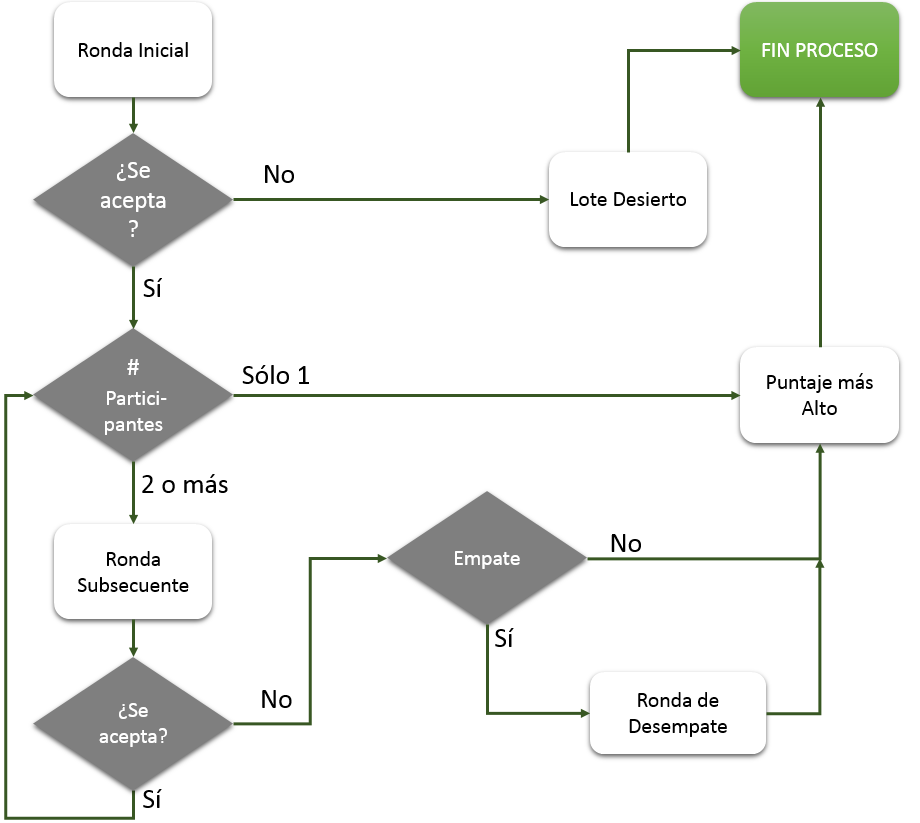 Ronda Inicial
FIN PROCESO
¿Se
acepta
?
No
Lote Desierto
Sí
#
Partici-
pantes
Sólo 1
Puntaje más
Alto
2 o más
Ronda
Subsecuente
Empate
No
Sí
¿Se
acepta?
No
Ronda de
Desempate
Sí